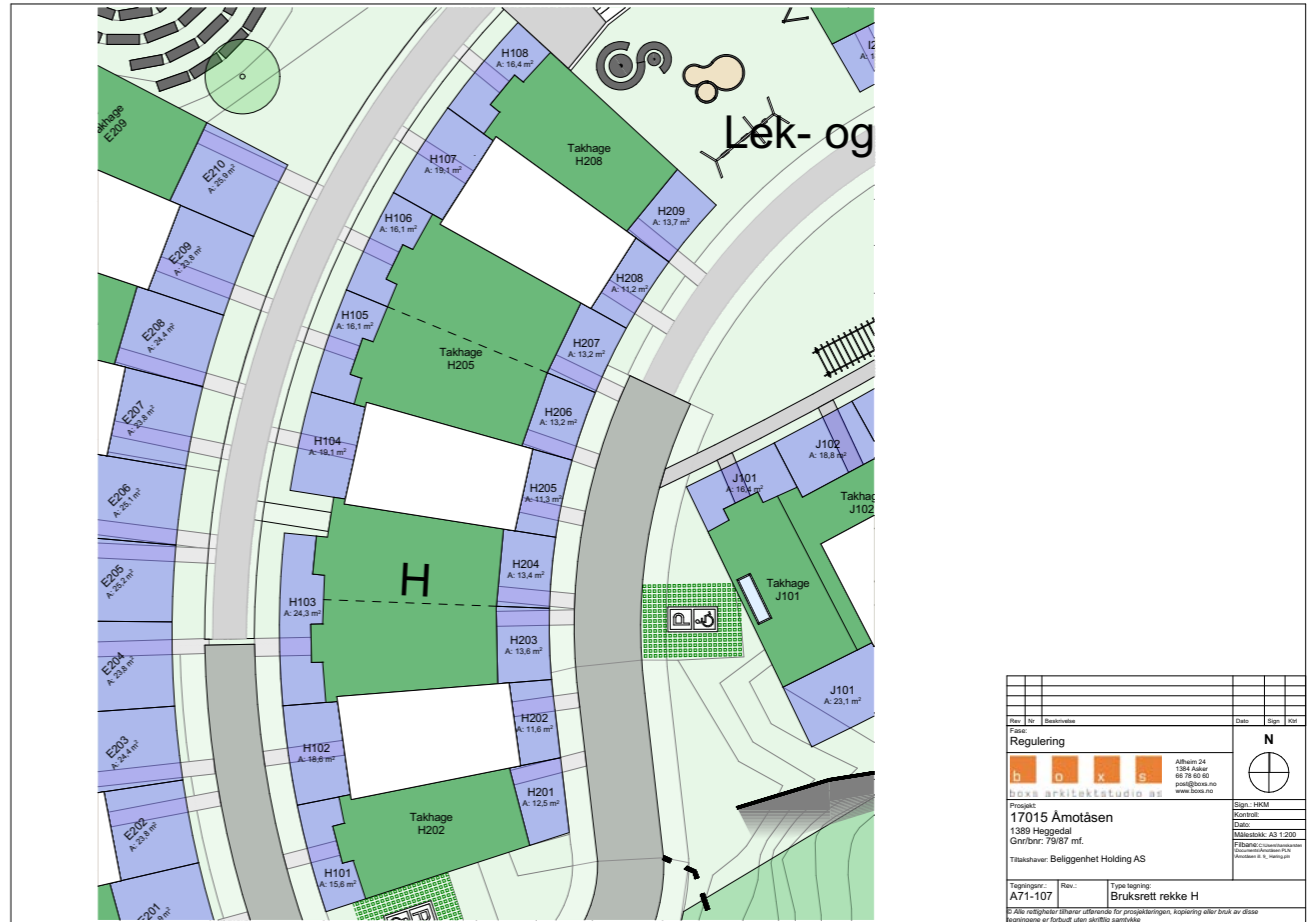 H108
A: 16,4 m²
Lek- og
Takhage
E209
Takhage
H208
H107
A: 19,1 m²
E210
A: 25,9 m²
H209
A: 13,7 m²
H106
A: 16,1 m²
E209
A: 23,8 m²
H208
A: 11,2 m²
H105
A: 16,1 m²
E208
A: 24,4 m²
H207
A: 13,2 m²
Takhage
H205
E207
A: 23,8 m²
H206
A: 13,2 m²
H104
A: 19,1 m²
J102
A: 18,8 m²
J101
A: 16,4 m²
E206
A: 25,1 m²
H205
A: 11,3 m²
Takhag
J102
H204
A: 13,4 m²
E205
A: 25,2 m²
H
Takhage
J101
H103
A: 24,3 m²
P
H203
A: 13,6 m²
E204
A: 23,8 m²
J101
A: 23,1 m²
H202
A: 11,6 m²
E203
A: 24,4 m²
H102
A: 18,6 m²
H201
A: 12,5 m²
Takhage
H202
E202
A: 23,8 m²
H101
A: 15,6 m²
E201
Rev Nr Beskrivelse Dato Sign Ktrl
Fase:
Regulering
N
b o x s
boxs arkitektstudio as
Alfheim 24
1384 Asker
66 78 60 60
post@boxs.no
www.boxs.no
Prosjekt:
17015 Åmotåsen
1389 Heggedal
Gnr/bnr: 79/87 mf.
Tiltakshaver: Beliggenhet Holding AS
Sign.: HKM
Kontroll:
Dato:
Målestokk: A3 1:200
Filbane:
Tegningsnr.: Rev.: Type tegning:
A71-107 Bruksrett rekke H
© Alle rettigheter tilhører utførende for prosjekteringen, kopiering eller bruk av disse
tegningene er forbudt uten skriftlig samtykke